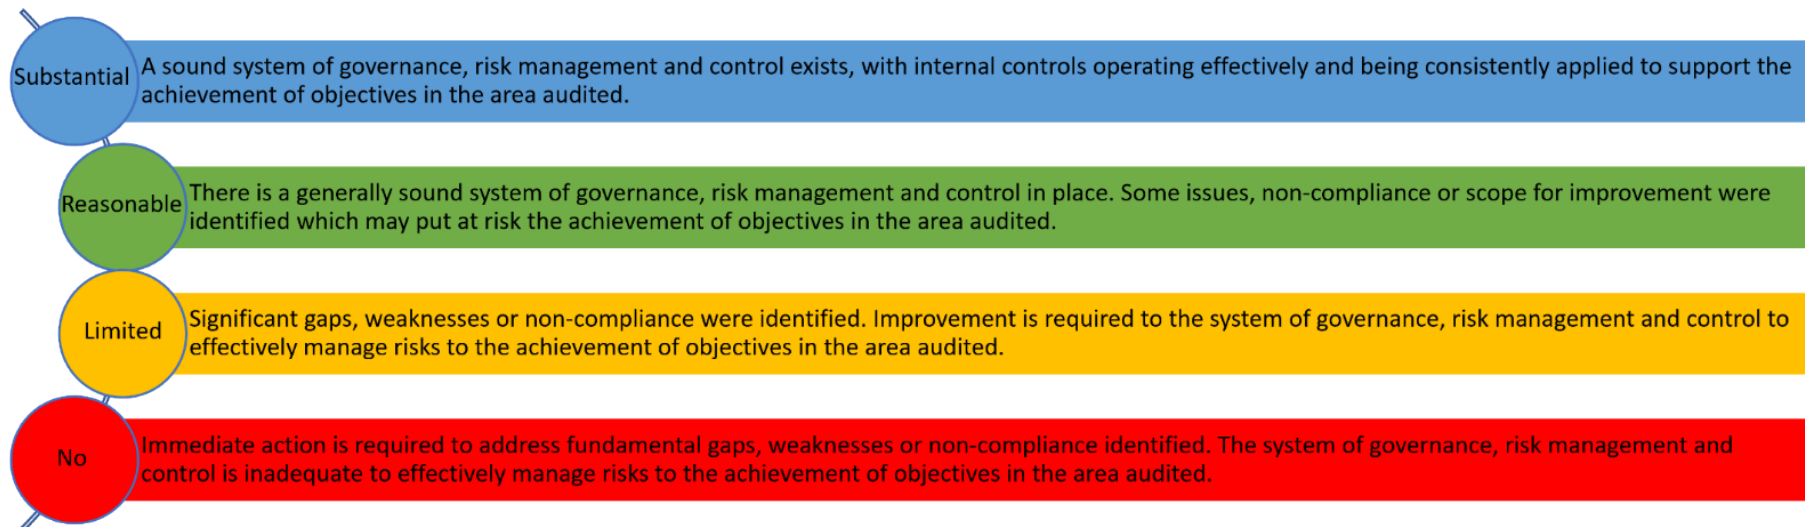 Substantial
A sound system of governance, risk management and control exists, with internal controls operating effectively and being consistently applied to support the
achievement of objectives in the area audited.
Reasonable
There is a generally sound system of governance, risk management and control in place. Some issues, non-compliance or scope for improvement were
identified which may put at risk the achievement of objectives in the area audited.
Limited
Significant gaps, weaknesses or non-compliance were identified. Improvement is required to the system of governance, risk management and control to
effectively manage risks to the achievement of objectives in the area audited.
No
Immediate action is required to address fundamental gaps, weaknesses or non-compliance identified. The system of governance, risk management and
control is inadequate to effectively manage risks to the achievement of objectives in the area audited.